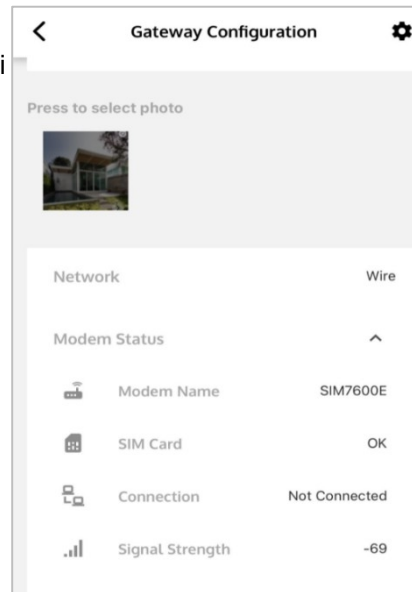 Gateway Configuration
i
Press to select photo
Network Wire
Modem Status
Modem Name SIM7600E
SIM Card OK
Connection Not Connected
Signal Strength -69